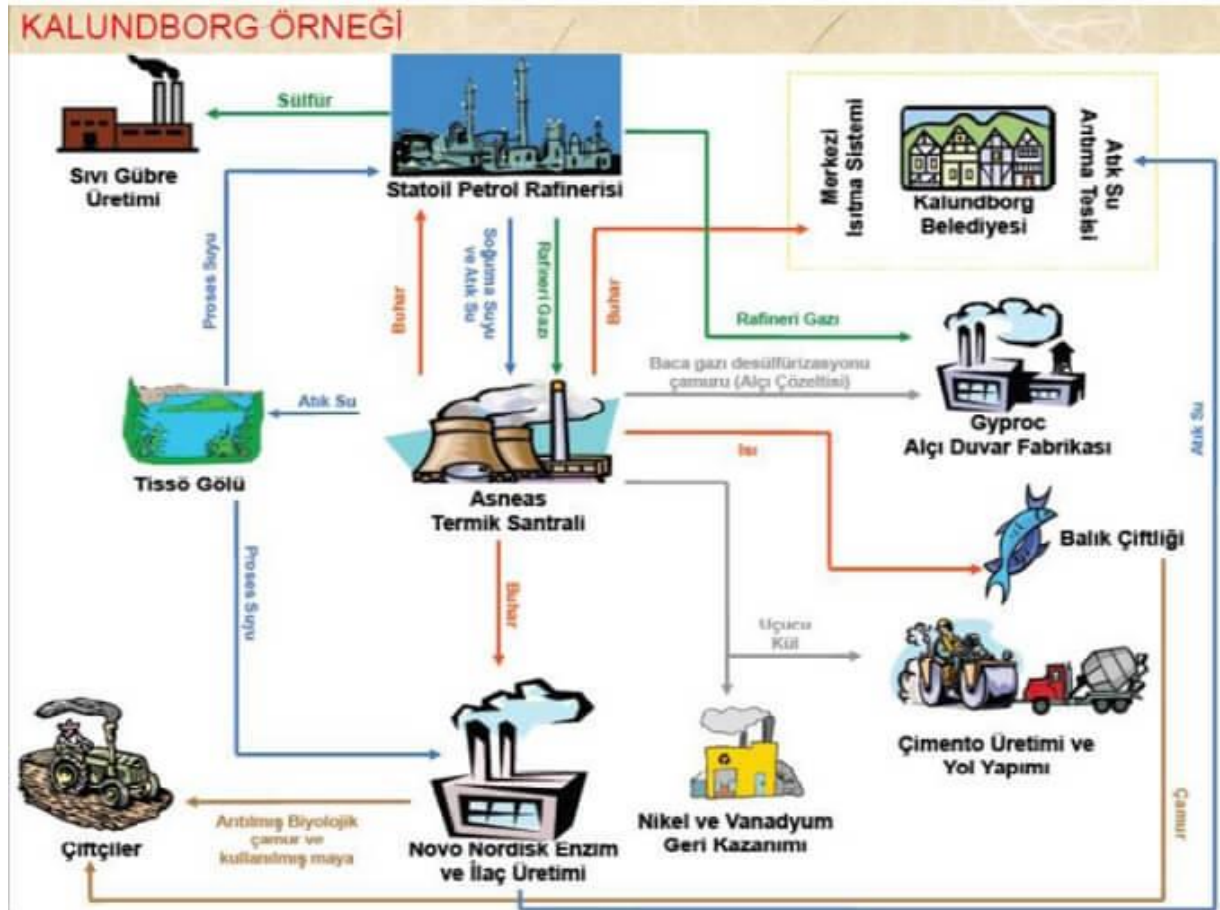 KALUNDBORG ÖRNEĞİ
Sülfür
Sıvı Gübre
Üretimi
Statoil Petrol Rafinerisi
Merkezi
Isıtma Sistemi
Kalundborg
Belediyesi
Atık Su
Arıtma Tesisi
Proses Suyu
Buhar
Soğutma Suyu
ve Atık Su
Rafineri Gazı
Buhar
Rafineri Gazı
Baca gazı desülfürizasyonu
çamuru (Alçı Çözeltisi)
Gyproc
Alçı Duvar Fabrikası
Atık Su
Tissö Gölü
Asneas
Termik Santrali
Isı
Balık Çiftliği
Atık Su
Proses Suyu
Buhar
Uçucu
Kül
Çimento Üretimi ve
Yol Yapımı
Nikel ve Vanadyum
Geri Kazanımı
Çamur
Çiftçiler
Arıtılmış Biyolojik
çamur ve
kullanılmış maya
Novo Nordisk Enzim
ve İlaç Üretimi